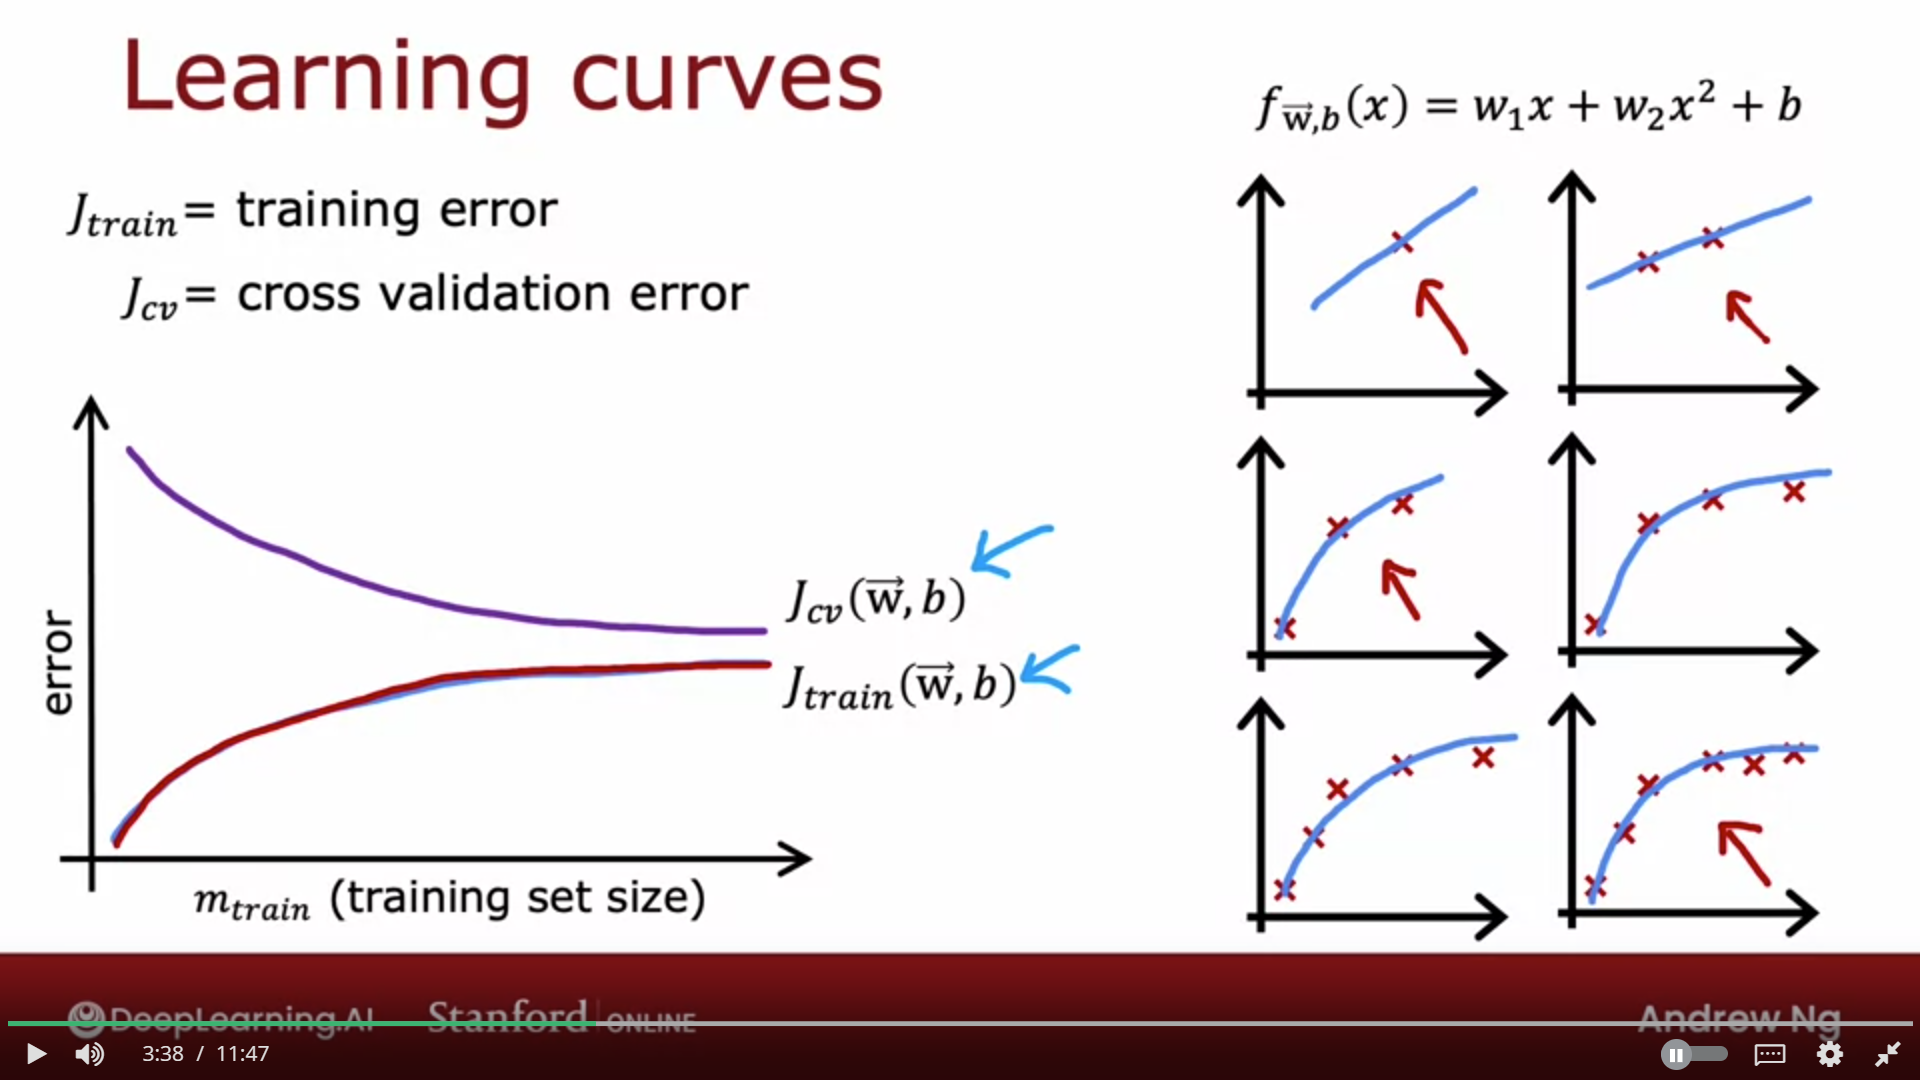 Learning curves
J_train = training error
J_cv = cross validation error
error
m_train (training set size)
J_cv(w⃗, b)
J_train(w⃗, b)
f_w⃗,b(x) = w₁x + w₂x² + b
DeepLearning.AI
Stanford | ONLINE
Andrew Ng
3:38 / 11:47